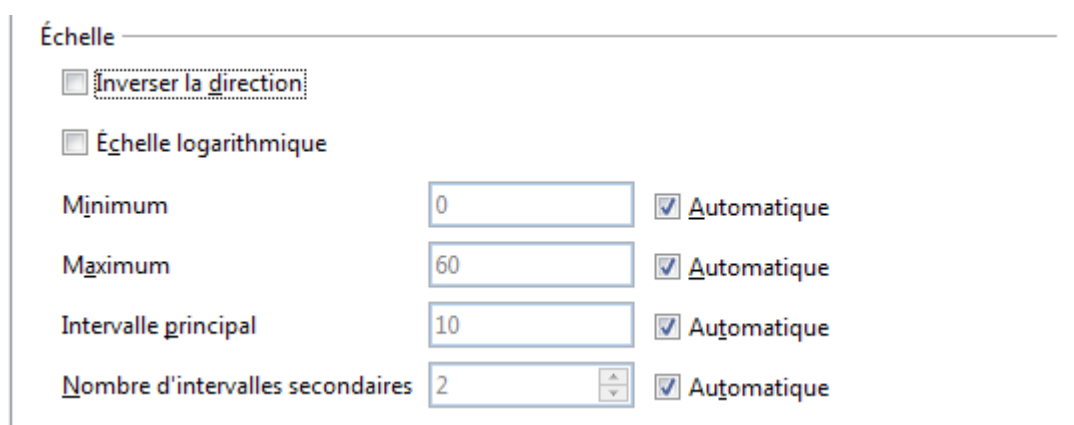 Échelle
Inverser la direction
Échelle logarithmique
Minimum 0 Automatique
Maximum 60 Automatique
Intervalle principal 10 Automatique
Nombre d'intervalles secondaires 2 Automatique